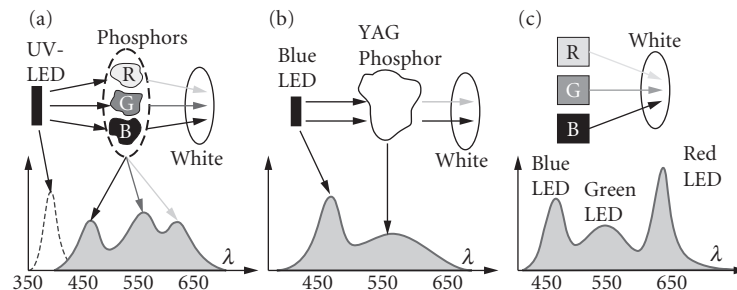 (a)
UV-
LED
Phosphors
R
G
B
White
λ
350 450 550 650
(b)
Blue
LED
YAG
Phosphor
White
λ
450 550 650
(c)
R
G
B
White
Blue
LED
Green
LED
Red
LED
λ
450 550 650